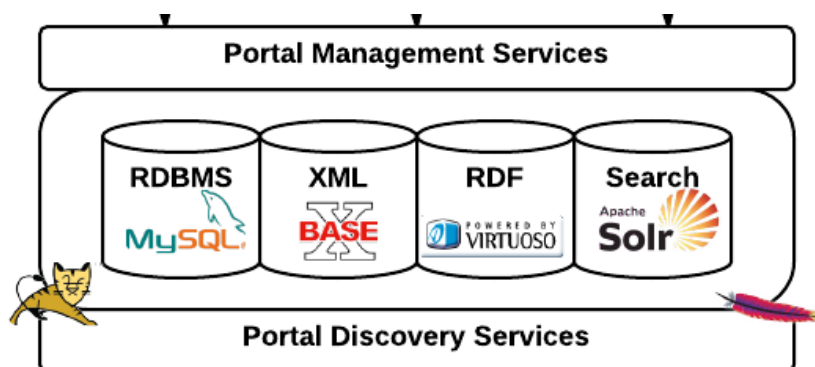 Portal Management Services
RDBMS
MySQL
XML
X
BASE
RDF
POWERED BY
VIRTUOSO
Search
Apache
Solr
Portal Discovery Services